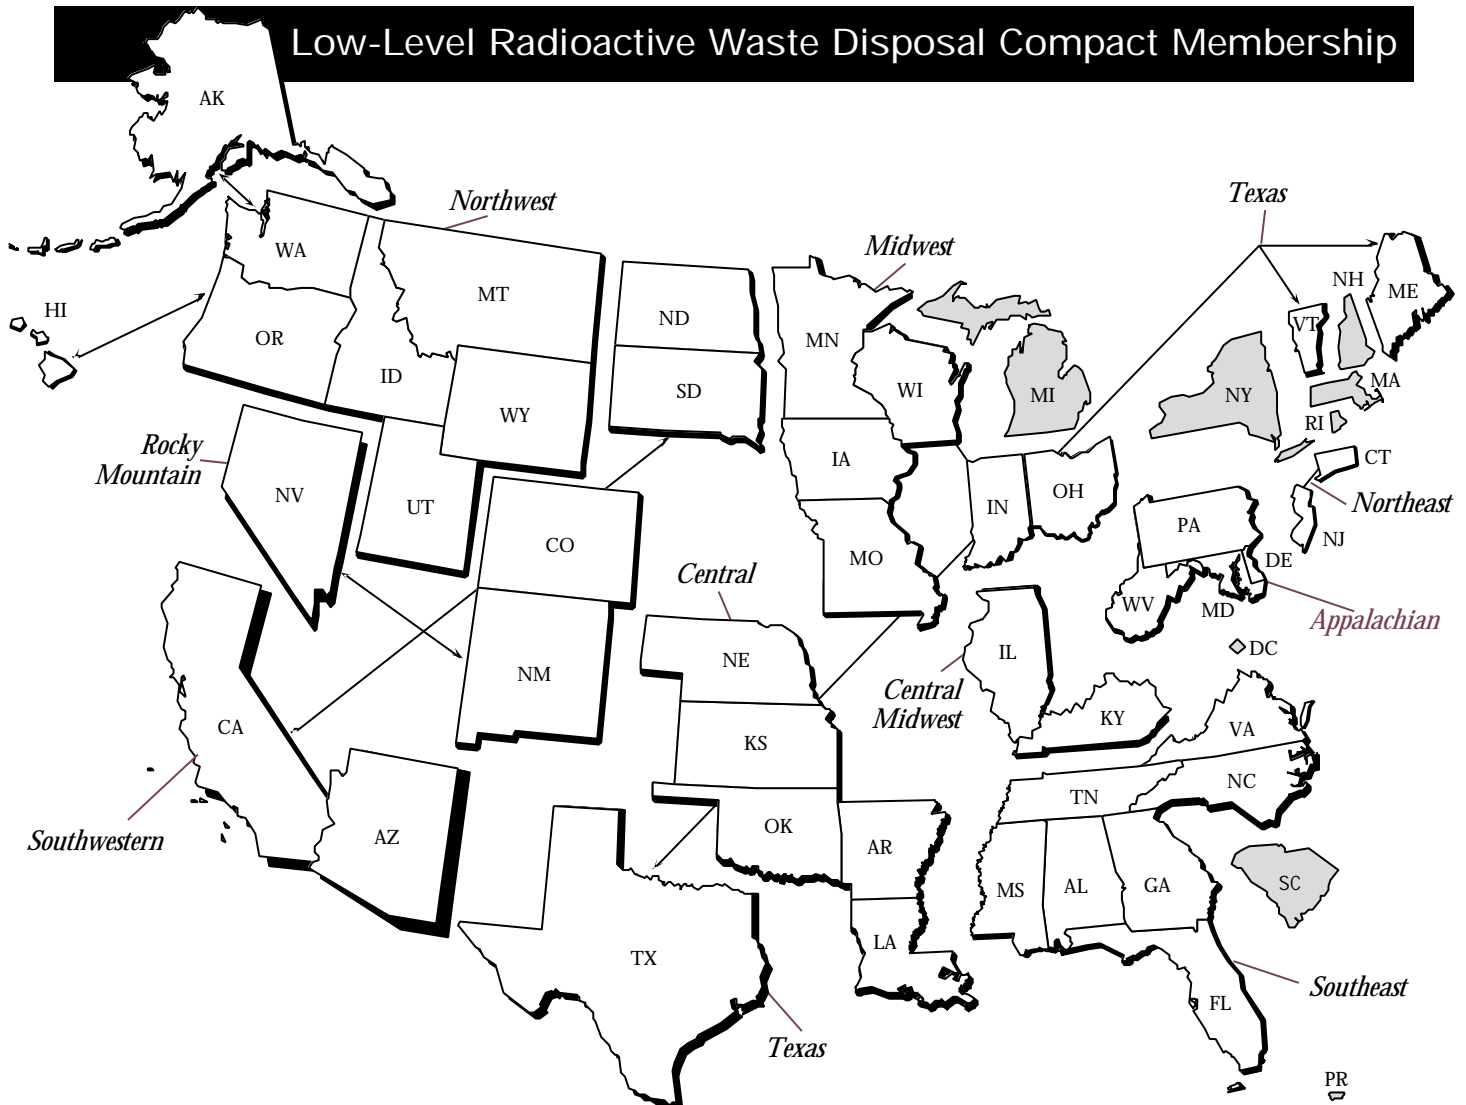 Low-Level Radioactive Waste Disposal Compact Membership
AK
Northwest
Texas
WA
Midwest
MT
NH
ME
HI
ND
VT
OR
MN
ID
SD
WI
MI
NY
MA
WY
RI
Rocky
Mountain
IA
CT
NV
UT
IN
OH
Northeast
CO
PA
NJ
MO
DE
Central
WV
MD
Appalachian
NM
NE
IL
DC
Central
Midwest
CA
KS
KY
VA
TN
NC
Southwestern
AZ
OK
AR
MS
AL
GA
SC
TX
LA
Southeast
FL
Texas
PR